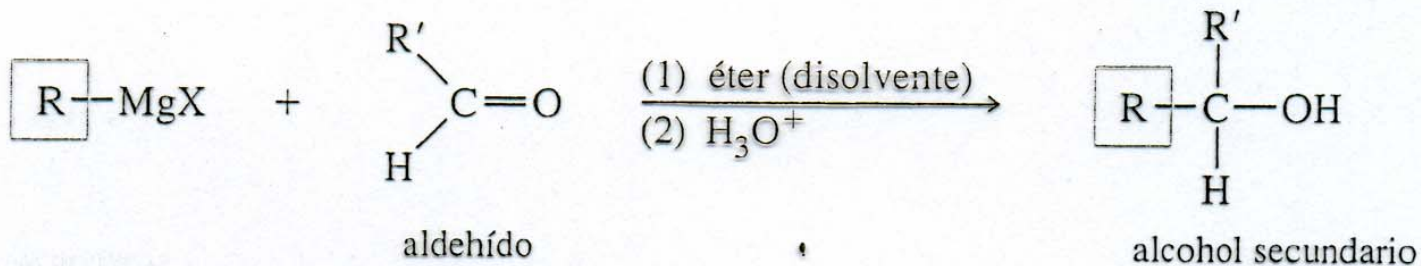 R′ R′
R—MgX + C=O (1) éter (disolvente) R—C—OH
H (2) H₃O⁺ H
aldehído alcohol secundario